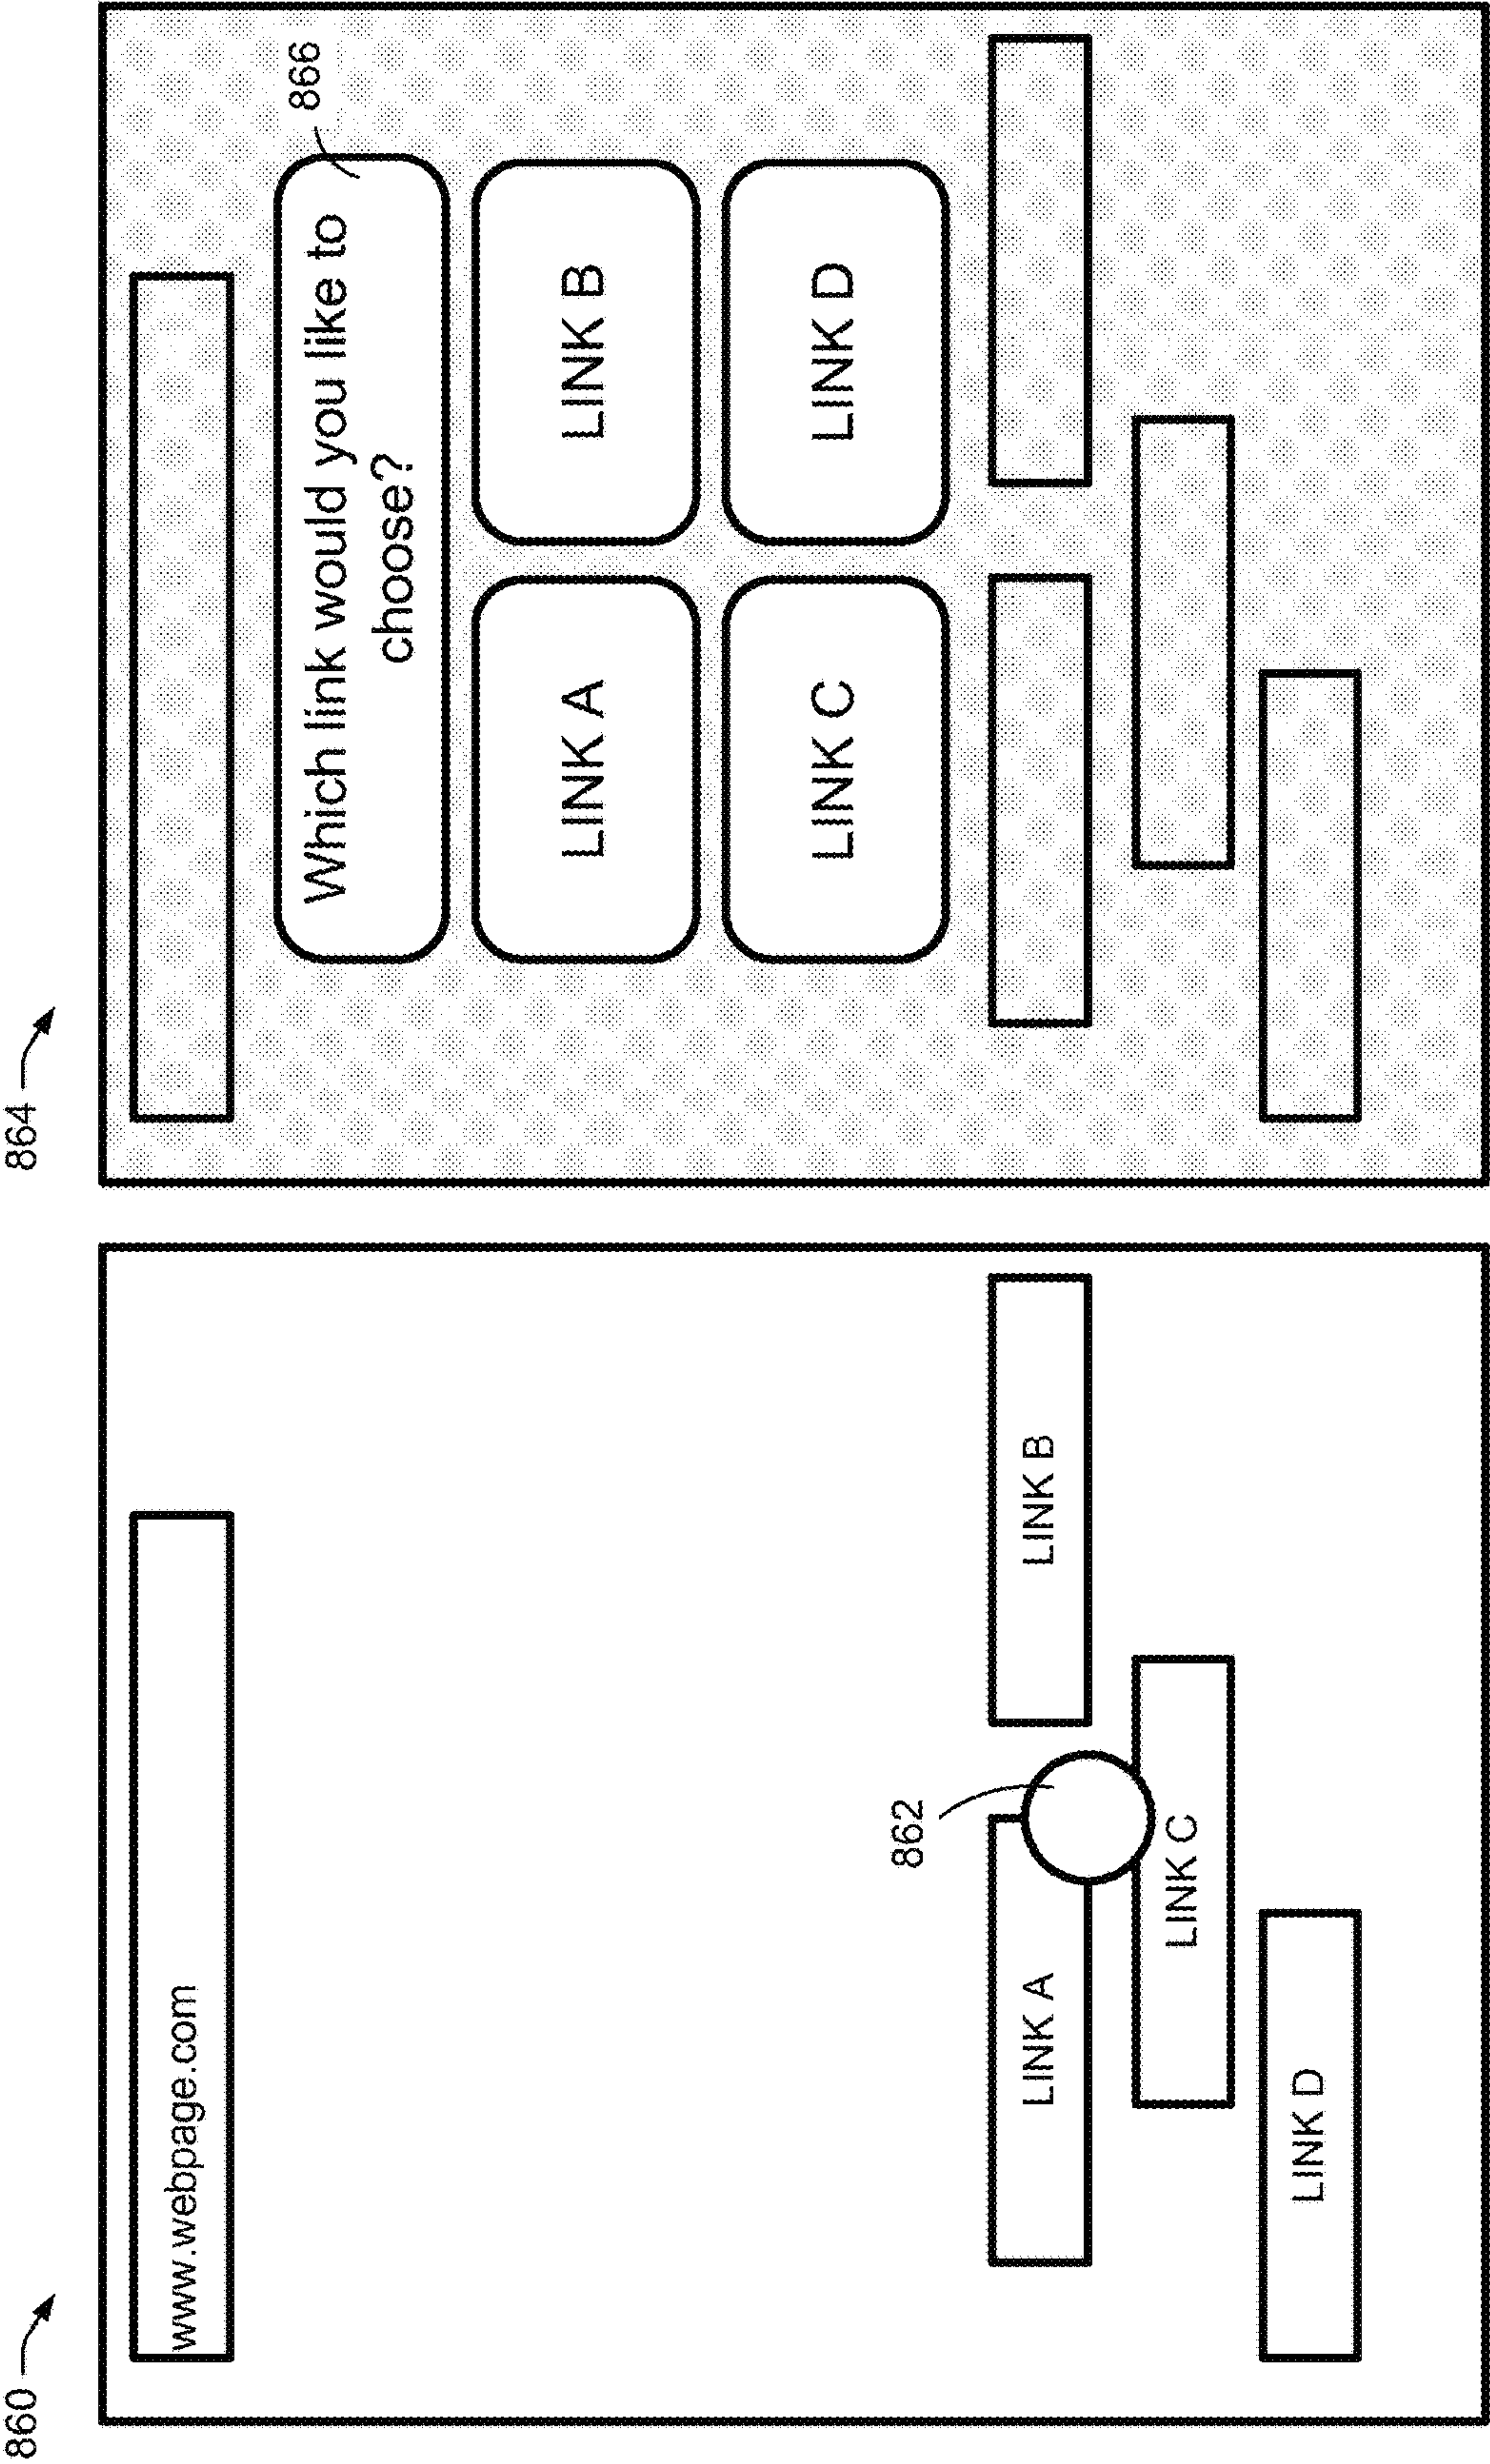 860
www.webpage.com
862
LINK A
LINK B
LINK C
LINK D
864
866
Which link would you like to
choose?
LINK A
LINK B
LINK C
LINK D